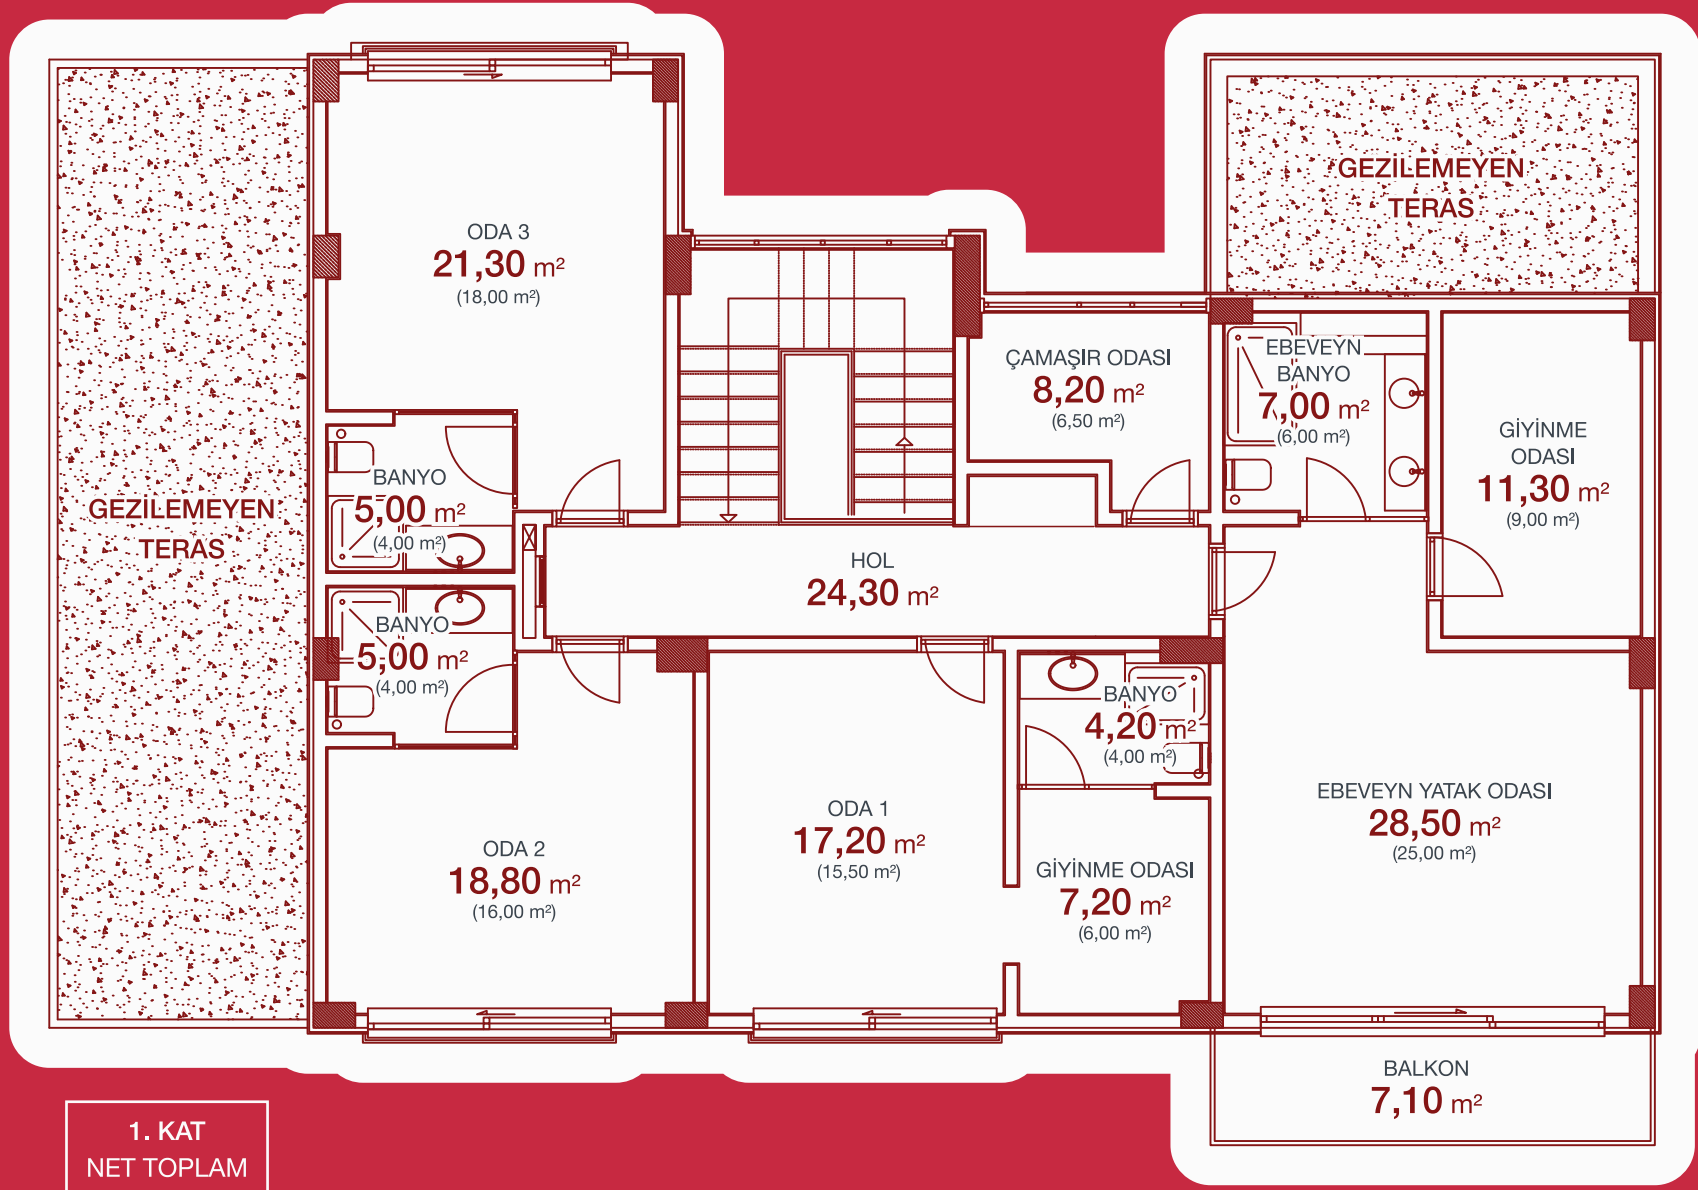 GEZİLEMEYEN
TERAS
ODA 3
21,30 m²
(18,00 m²)
ÇAMAŞIR ODASI
8,20 m²
(6,50 m²)
EBEVEYN
BANYO
7,00 m²
(6,00 m²)
GİYİNME
ODASI
11,30 m²
(9,00 m²)
BANYO
5,00 m²
(4,00 m²)
GEZİLEMEYEN
TERAS
HOL
24,30 m²
BANYO
5,00 m²
(4,00 m²)
BANYO
4,20 m²
(4,00 m²)
EBEVEYN YATAK ODASI
28,50 m²
(25,00 m²)
ODA 1
17,20 m²
(15,50 m²)
ODA 2
18,80 m²
(16,00 m²)
GİYİNME ODASI
7,20 m²
(6,00 m²)
BALKON
7,10 m²
1. KAT
NET TOPLAM